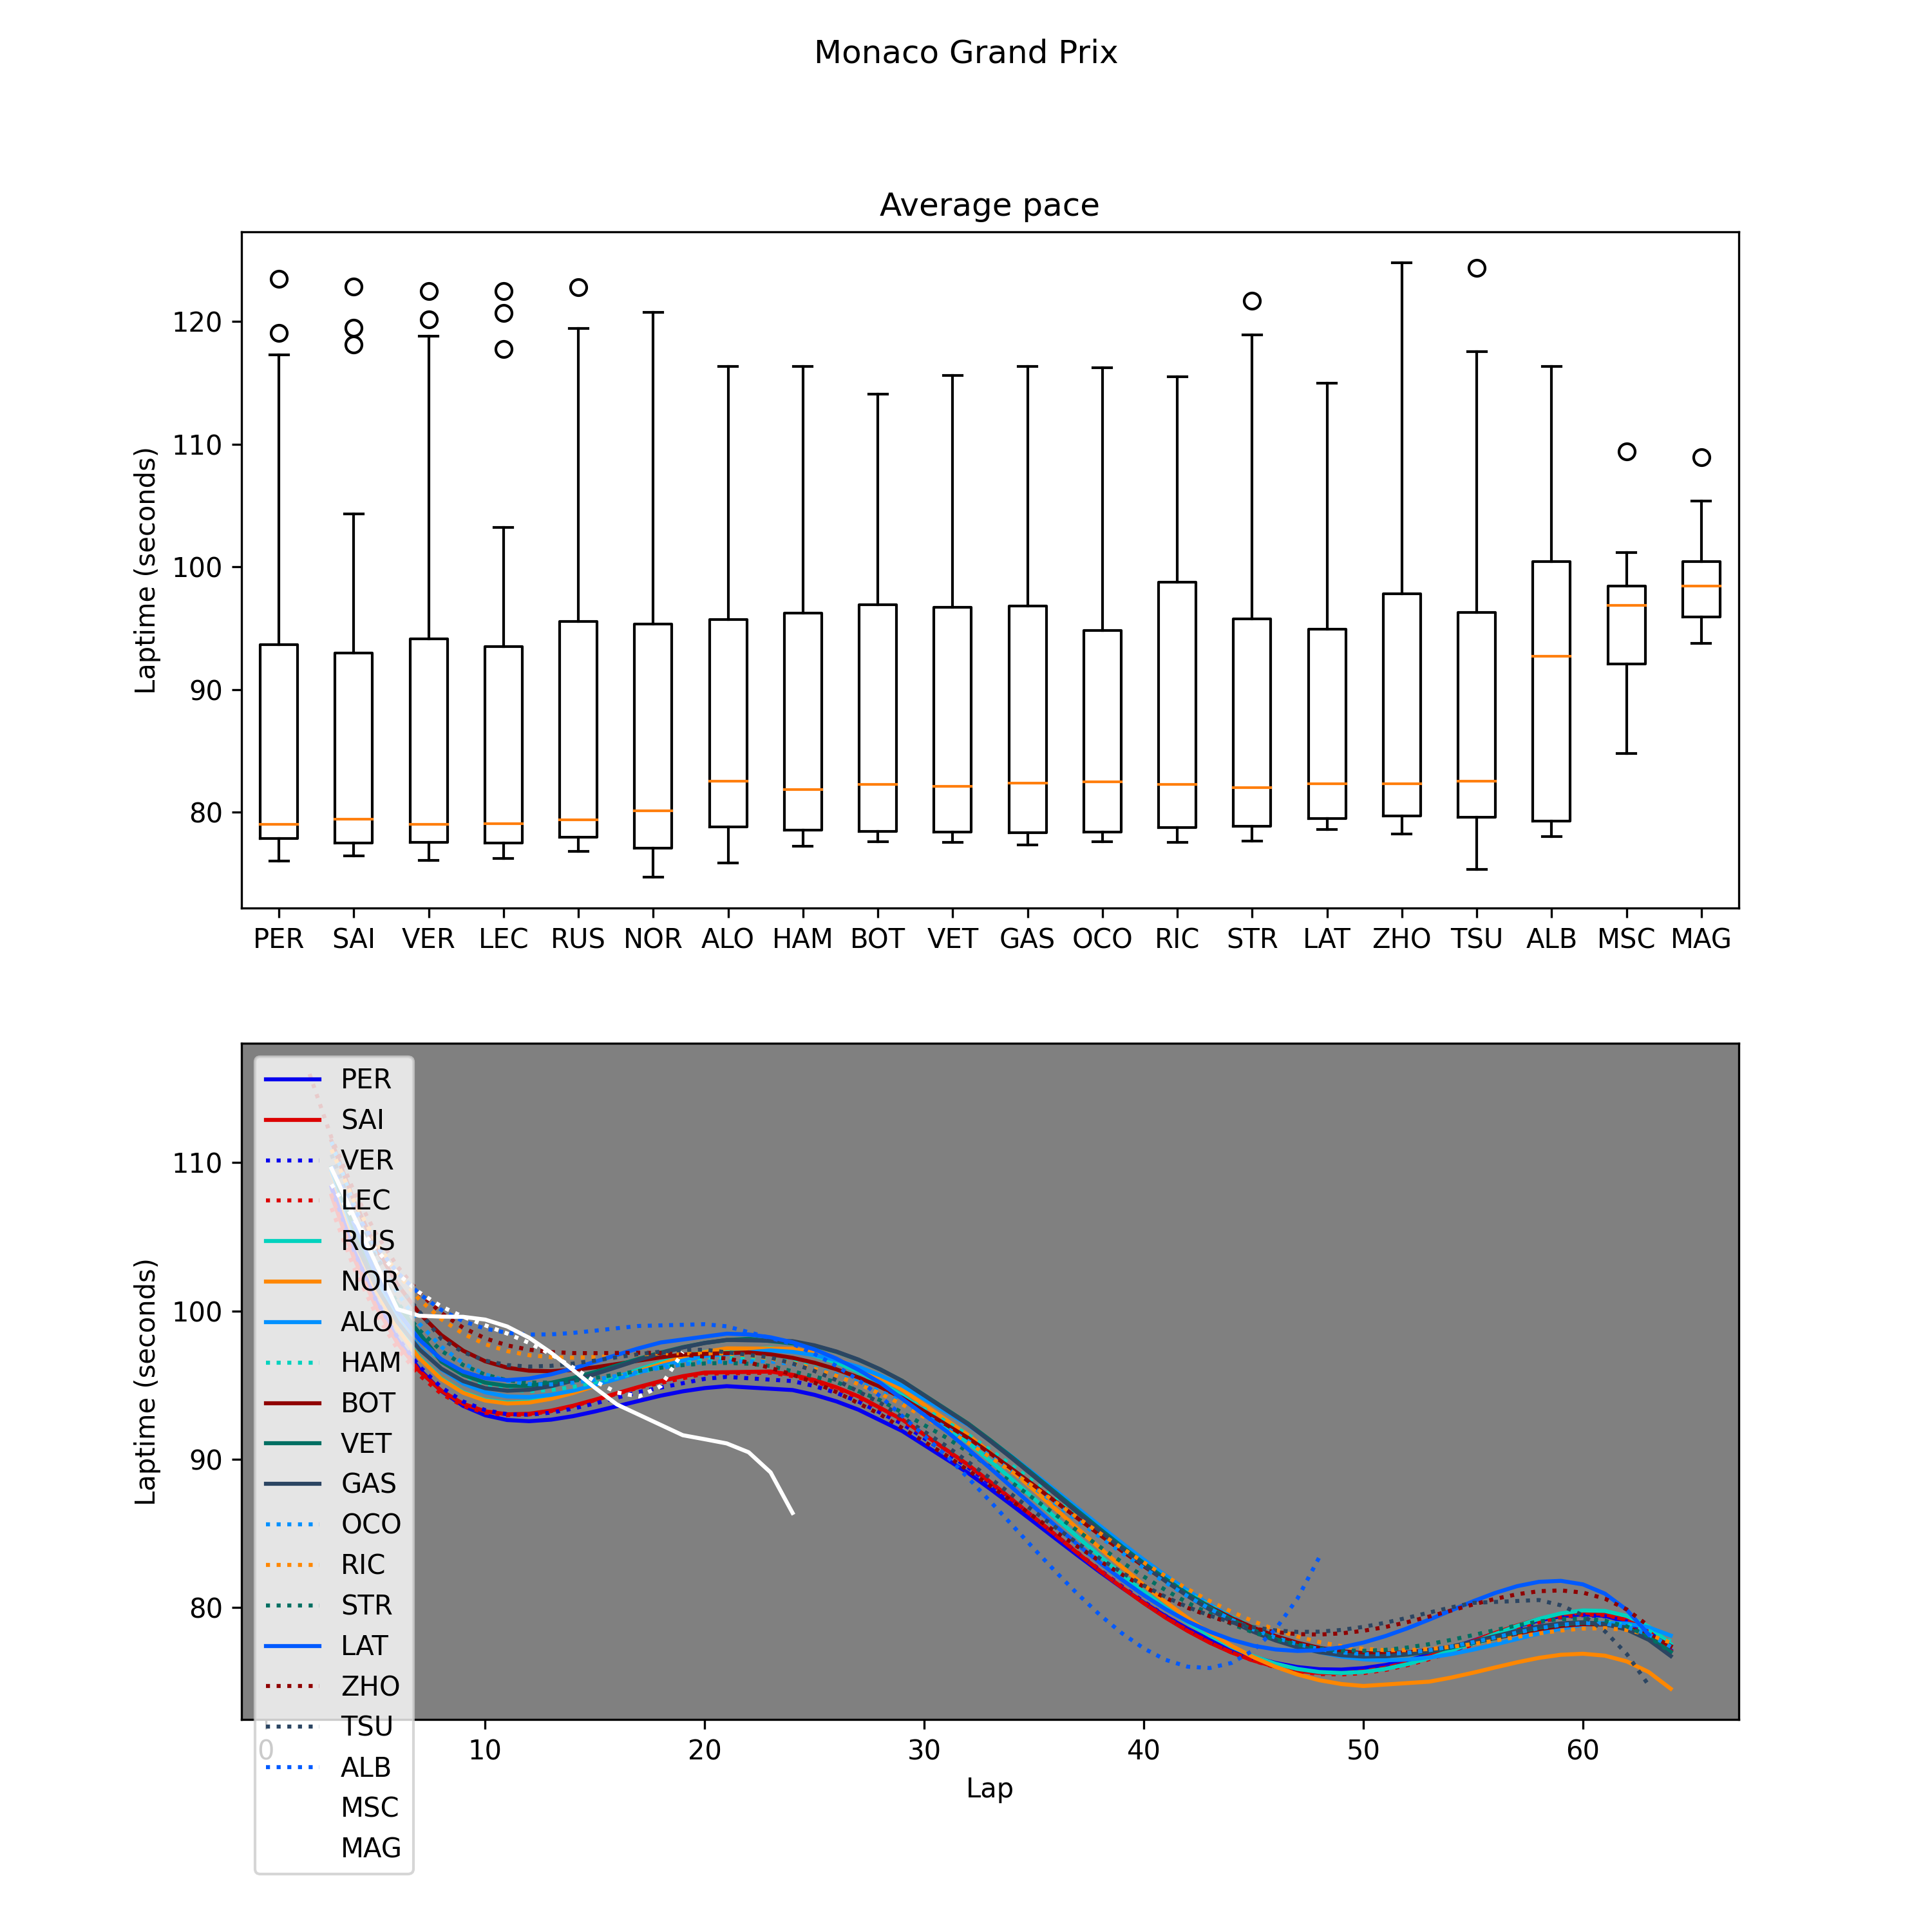 Monaco Grand Prix
Average pace
Laptime (seconds)
120
110
100
90
80
PER SAI VER LEC RUS NOR ALO HAM BOT VET GAS OCO RIC STR LAT ZHO TSU ALB MSC MAG
Laptime (seconds)
110
100
90
80
PER
SAI
VER
LEC
RUS
NOR
ALO
HAM
BOT
VET
GAS
OCO
RIC
STR
LAT
ZHO
TSU
ALB
MSC
MAG
0 10 20 30 40 50 60
Lap